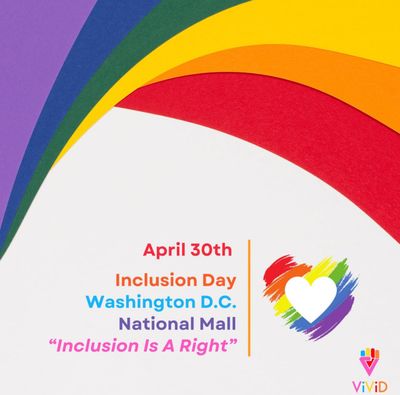 April 30th
Inclusion Day
Washington D.C.
National Mall
“Inclusion Is A Right”
ViViD